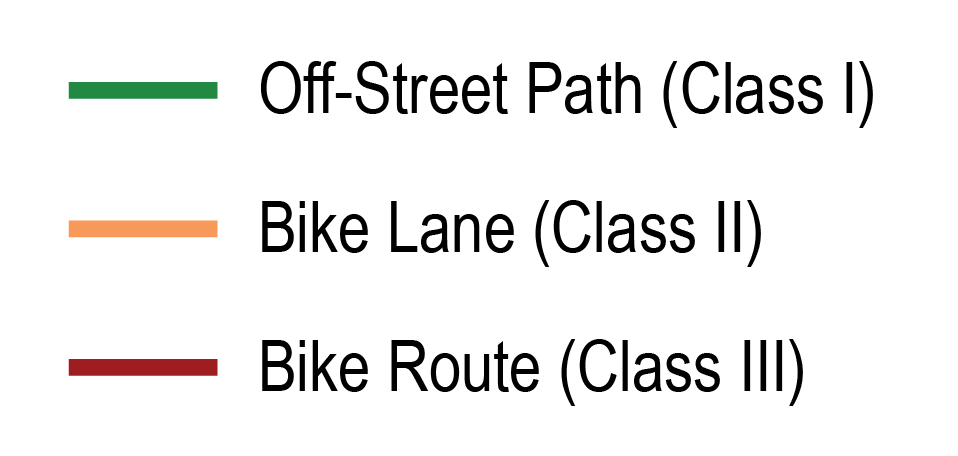 Off-Street Path (Class I)
Bike Lane (Class II)
Bike Route (Class III)